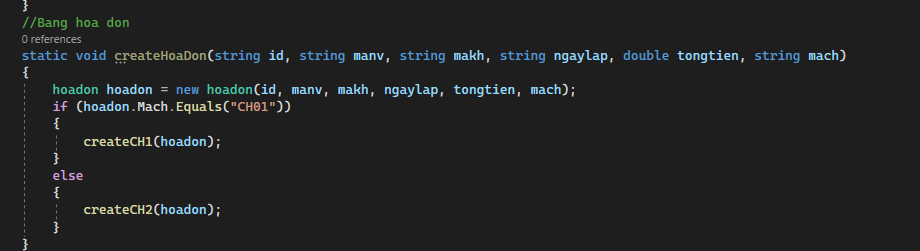 }
//Bang hoa don
0 references
static void createHoaDon(string id, string manv, string makh, string ngaylap, double tongtien, string mach)
{
hoadon hoadon = new hoadon(id, manv, makh, ngaylap, tongtien, mach);
if (hoadon.Mach.Equals("CH01"))
{
createCH1(hoadon);
}
else
{
createCH2(hoadon);
}
}